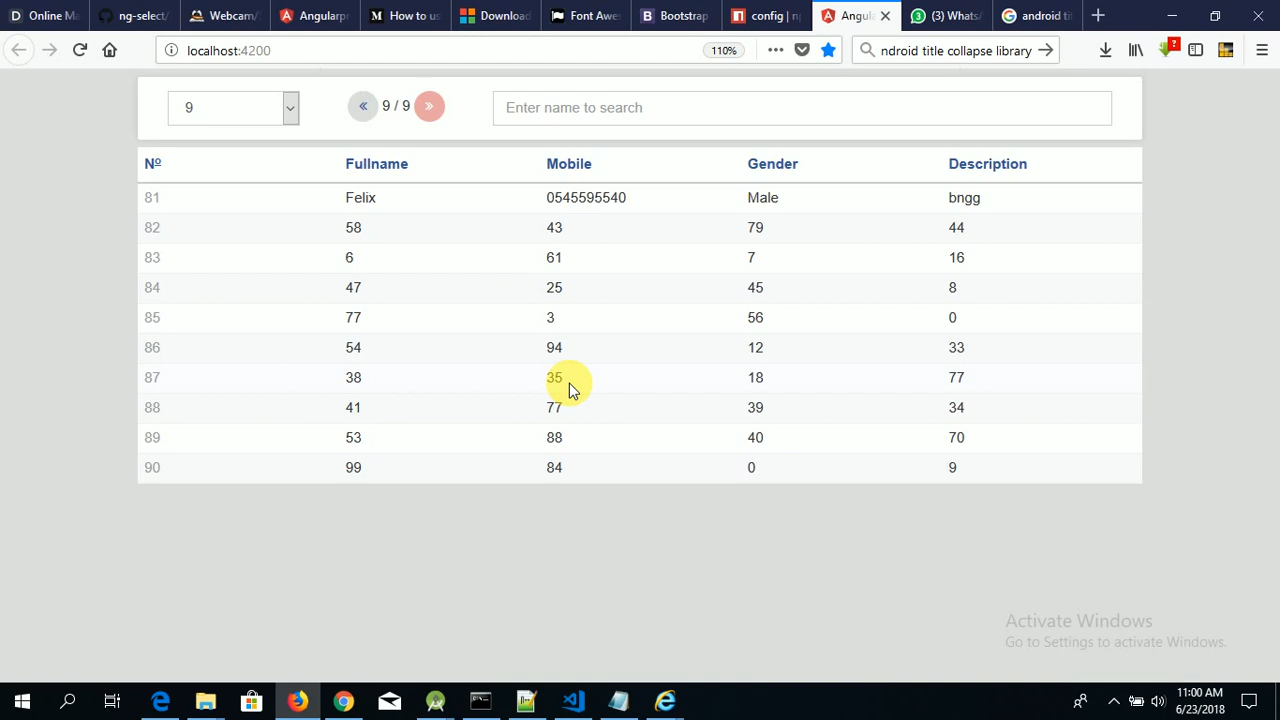 Online Ma
ng-select/
Webcam/
Angularpr
How to us
Download
Font Awe
Bootstrap
config | n
Angula
(3) Whats
android ti
localhost:4200
110%
ndroid title collapse library
9
« 9 / 9 »
Enter name to search
Nº Fullname Mobile Gender Description
81 Felix 0545595540 Male bngg
82 58 43 79 44
83 6 61 7 16
84 47 25 45 8
85 77 3 56 0
86 54 94 12 33
87 38 35 18 77
88 41 77 39 34
89 53 88 40 70
90 99 84 0 9
Activate Windows
Go to Settings to activate Windows.
11:00 AM
6/23/2018